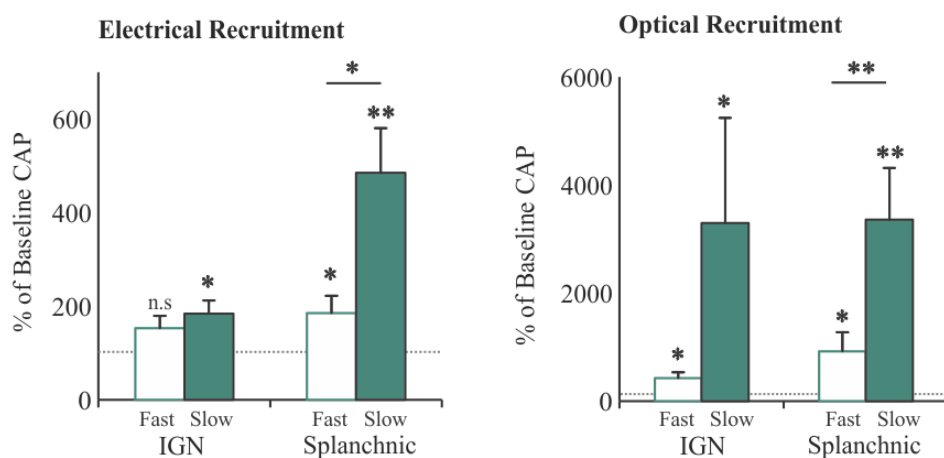 Electrical Recruitment
% of Baseline CAP
600
400
200
0
n.s
*
*
**
*
Fast Slow Fast Slow
IGN Splanchnic
Optical Recruitment
% of Baseline CAP
6000
4000
2000
0
*
*
*
**
**
Fast Slow Fast Slow
IGN Splanchnic